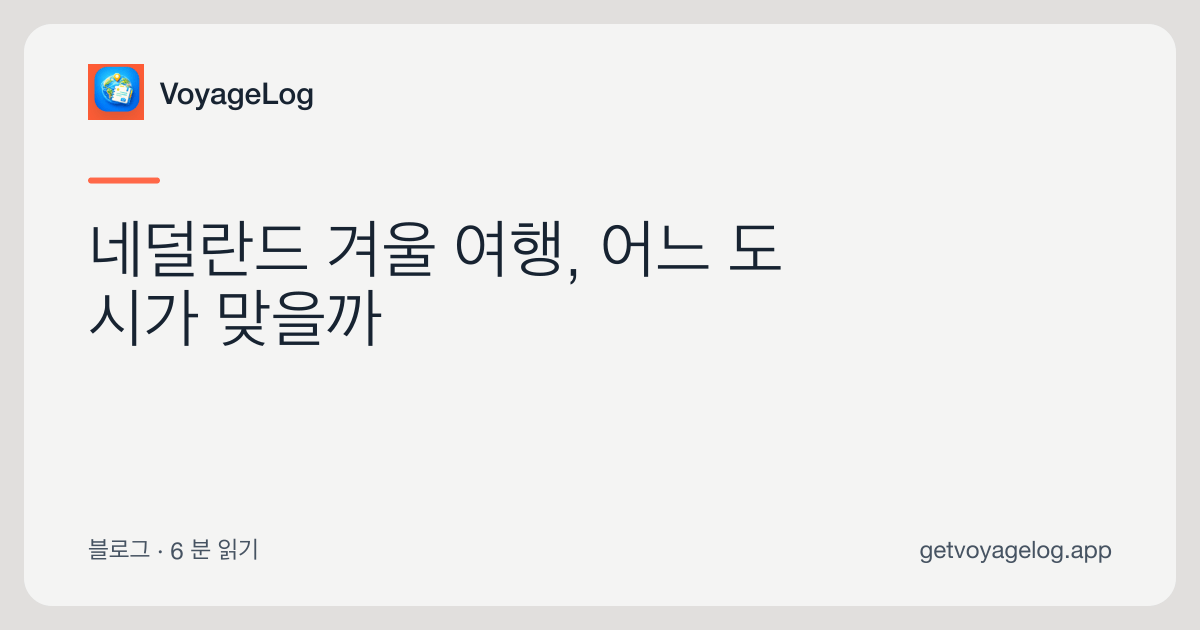 VoyageLog
네덜란드 겨울 여행, 어느 도
시가 맞을까
블로그 · 6 분 읽기
getvoyagelog.app